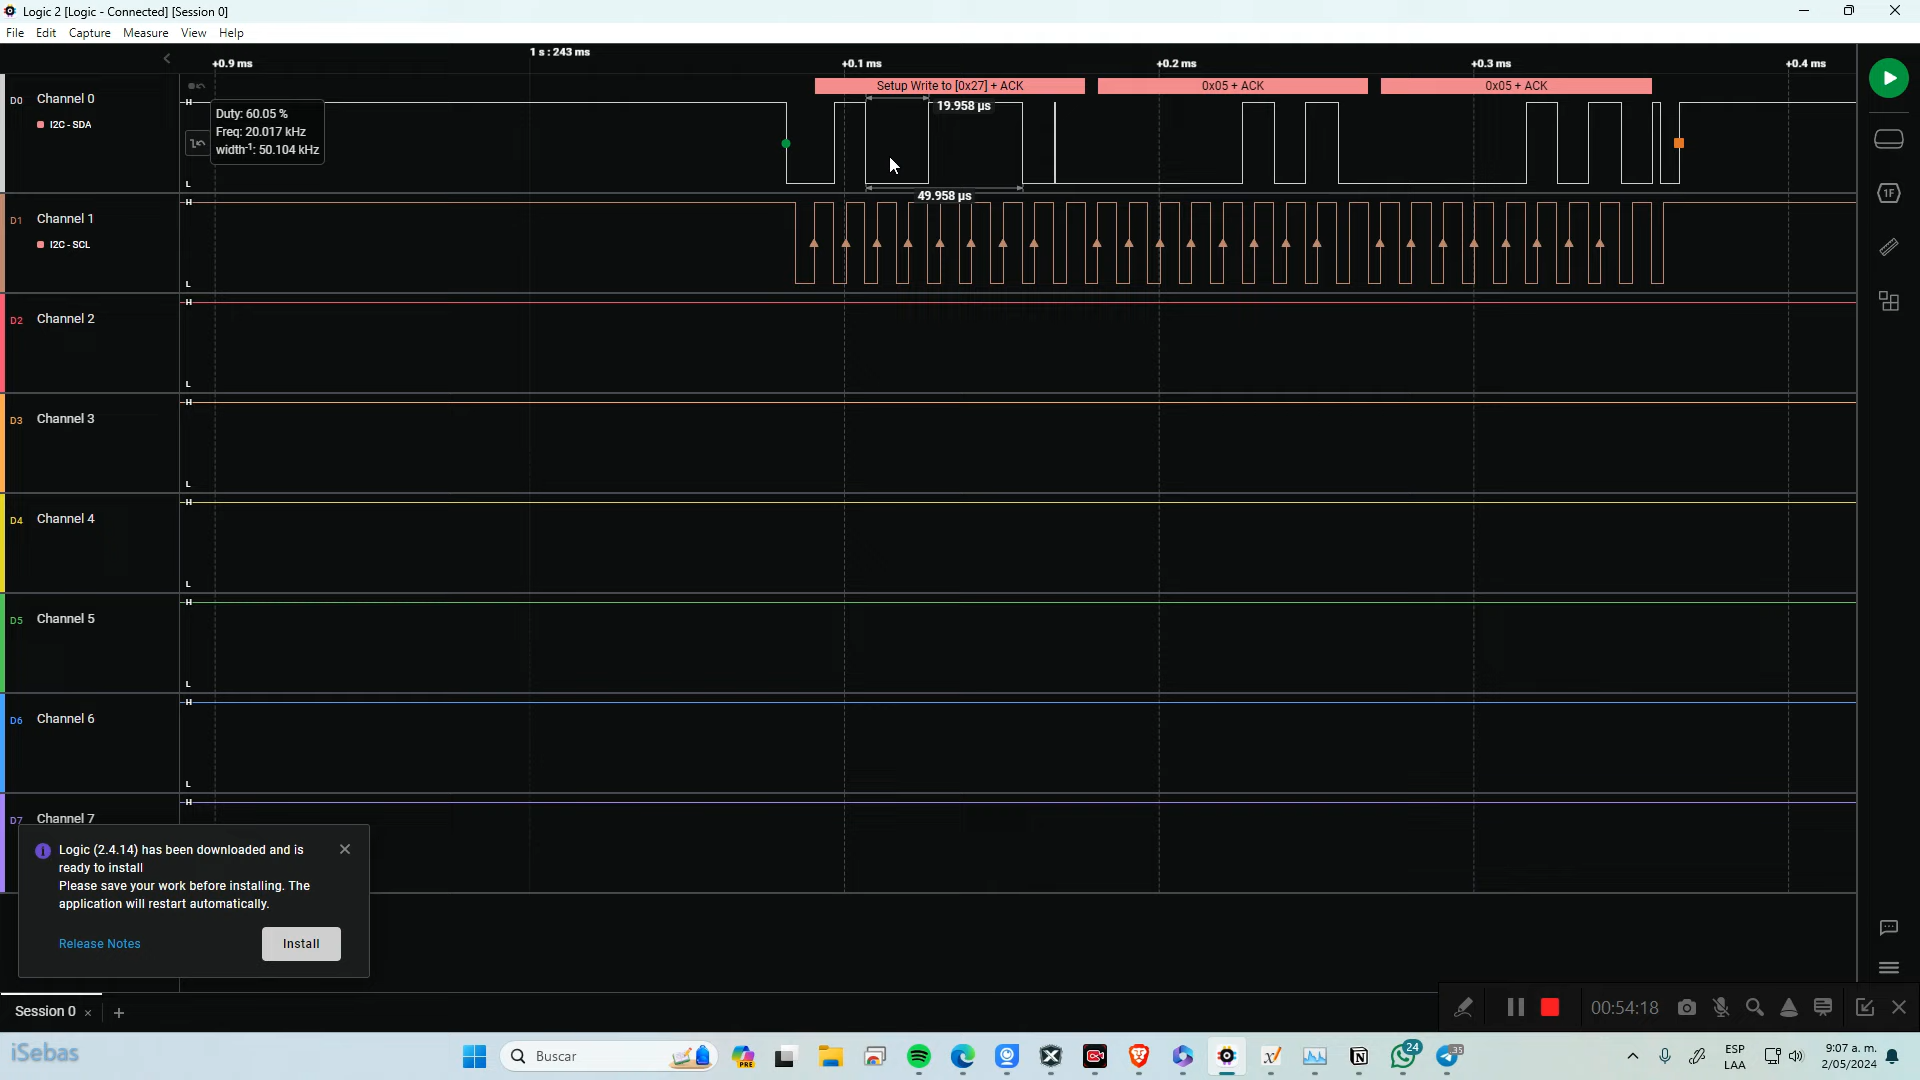 Logic 2 [Logic - Connected] [Session 0]
File Edit Capture Measure View Help
1 s : 243 ms
+0.9 ms +0.1 ms +0.2 ms +0.3 ms +0.4 ms
Setup Write to [0x27] + ACK 0x05 + ACK 0x05 + ACK
D0 Channel 0
I2C - SDA
H
L
Duty: 60.05 %
Freq: 20.017 kHz
width-1: 50.104 kHz
19.958 µs
49.958 µs
D1 Channel 1
I2C - SCL
H
L
D2 Channel 2
H
L
D3 Channel 3
H
L
D4 Channel 4
H
L
D5 Channel 5
H
L
D6 Channel 6
H
L
D7 Channel 7
H
1F
Logic (2.4.14) has been downloaded and is
ready to install
Please save your work before installing. The
application will restart automatically.
Release Notes Install
Session 0
00:54:18
iSebas
Buscar
PRE
24
35
ESP
LAA
9:07 a. m.
2/05/2024